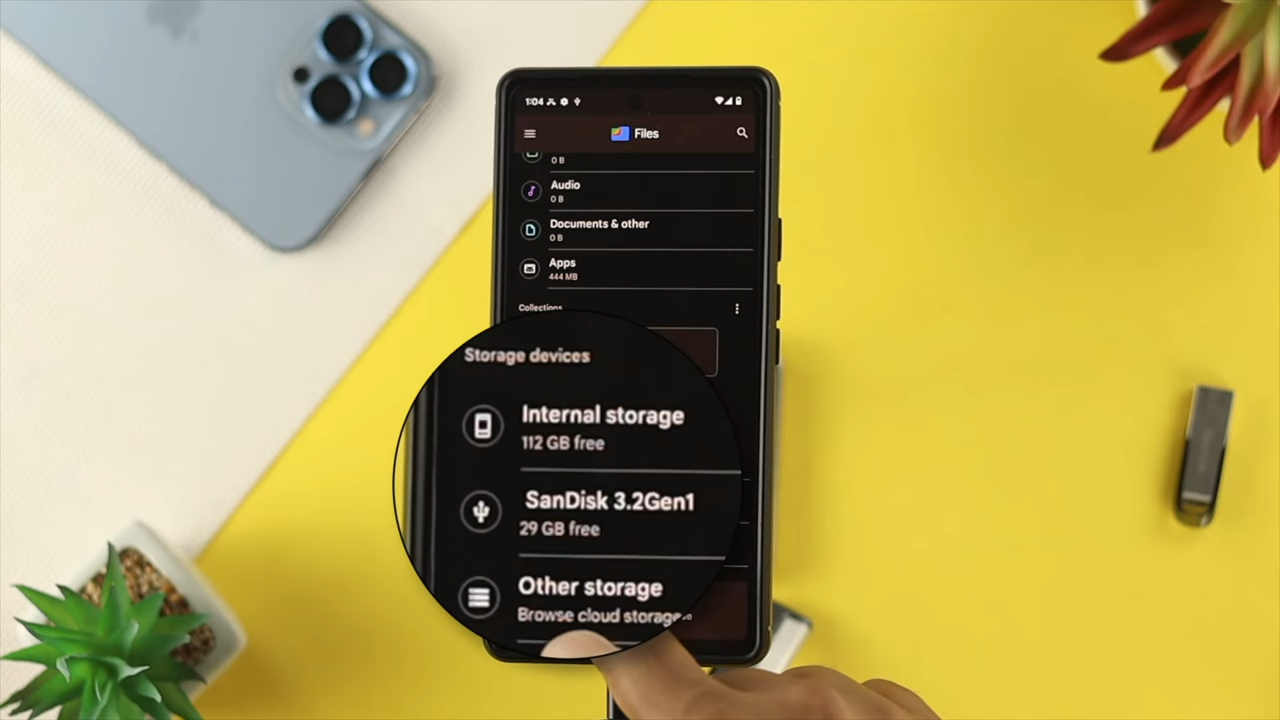 1:04
Files
0 B
Audio
0 B
Documents & other
0 B
Apps
444 MB
Collections
Storage devices
Internal storage
112 GB free
SanDisk 3.2Gen1
29 GB free
Other storage
Browse cloud storage